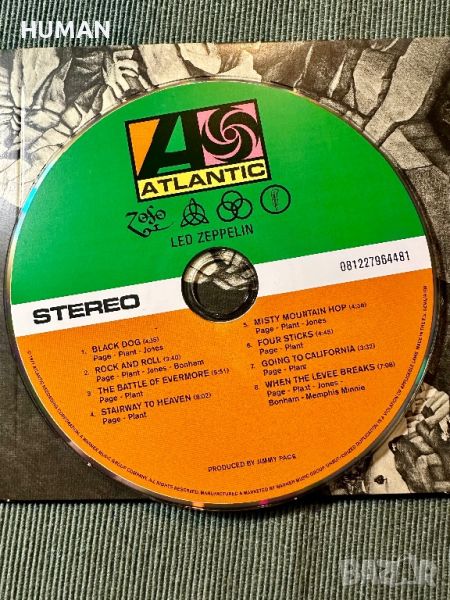 HUMAN
ATLANTIC
LED ZEPPELIN
STEREO
081227964481
1. BLACK DOG (4:55)
Page - Plant - Jones
2. ROCK AND ROLL (3:40)
Page - Plant - Jones - Bonham
3. THE BATTLE OF EVERMORE (5:51)
Page - Plant
4. STAIRWAY TO HEAVEN (8:02)
Page - Plant
5. MISTY MOUNTAIN HOP (4:38)
Page - Plant - Jones
6. FOUR STICKS (4:45)
Page - Plant
7. GOING TO CALIFORNIA (3:32)
Page - Plant
8. WHEN THE LEVEE BREAKS (7:08)
Page - Plant - Jones -
Bonham - Memphis Minnie
PRODUCED BY JIMMY PAGE
BAZAR